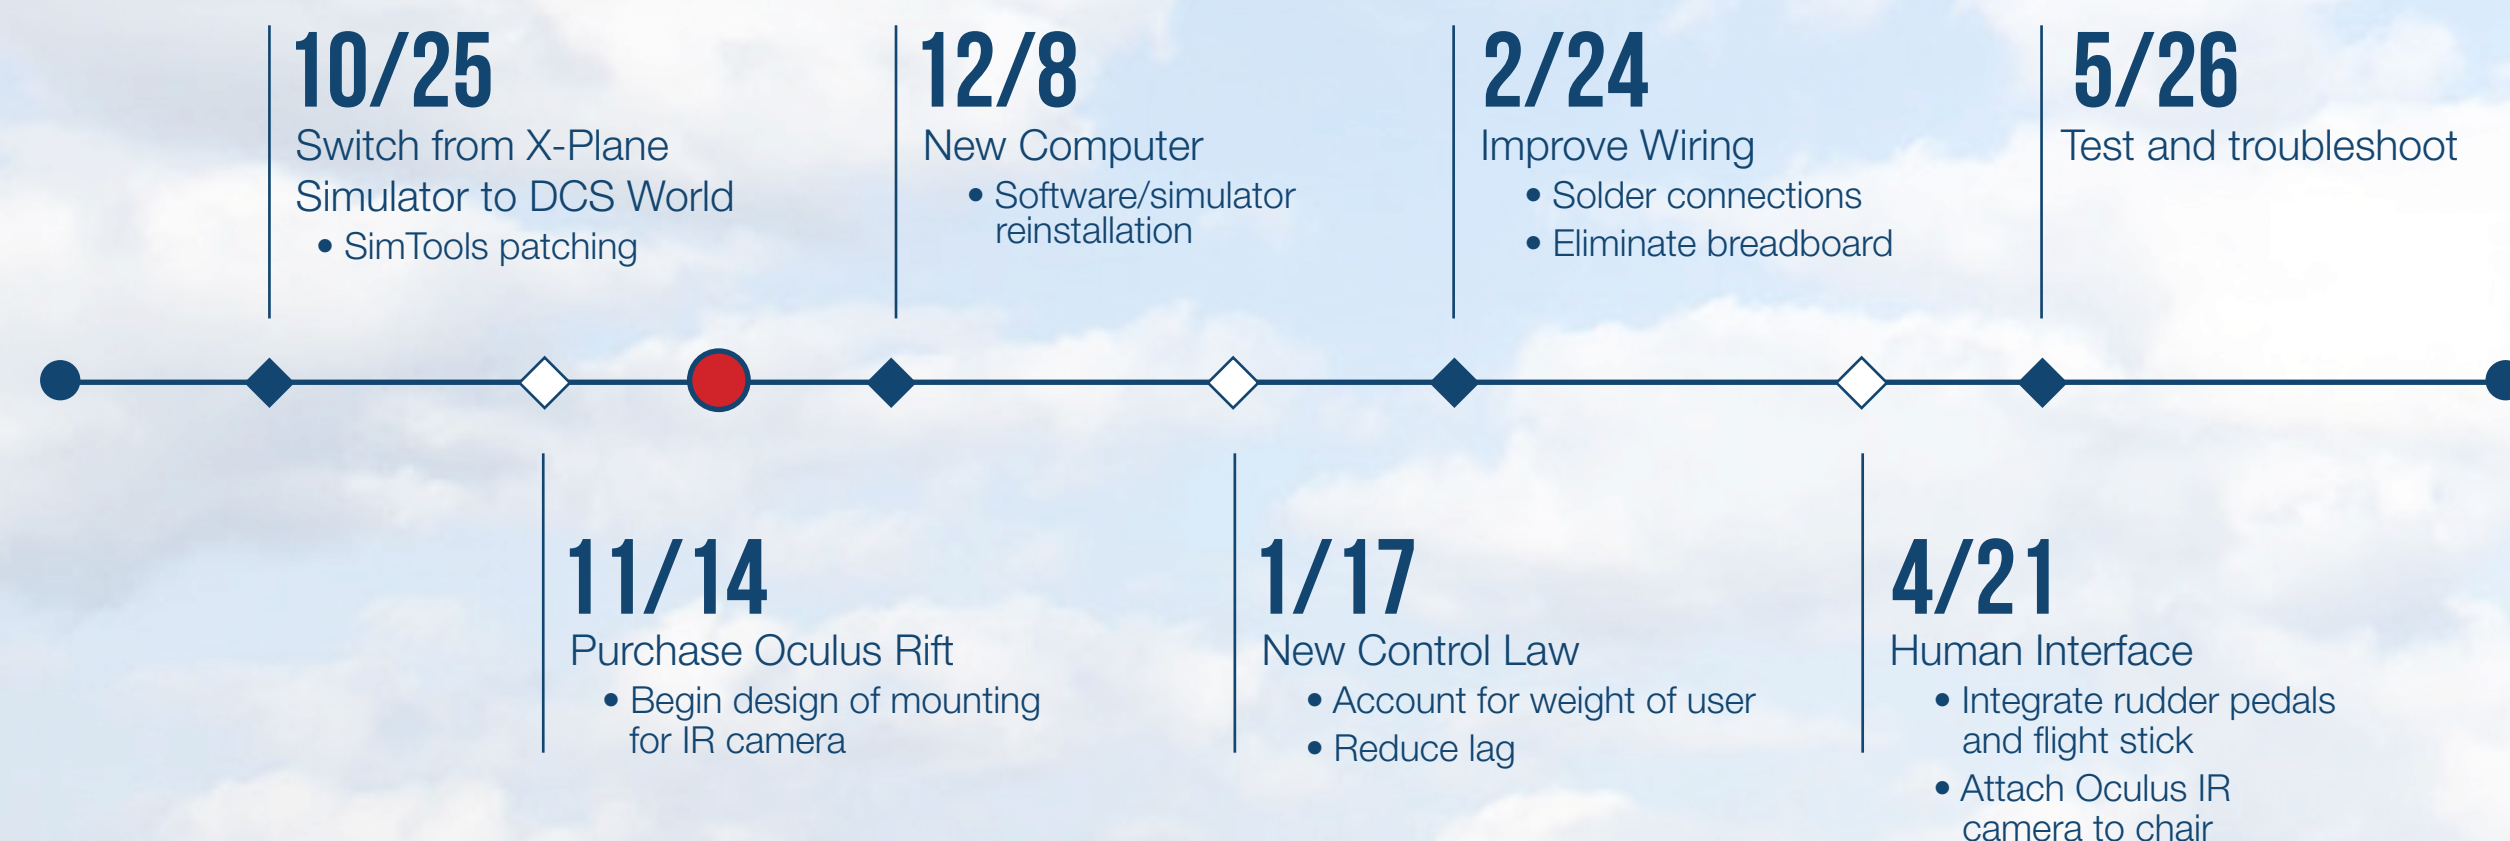 10/25
Switch from X-Plane
Simulator to DCS World
• SimTools patching
12/8
New Computer
• Software/simulator
reinstallation
2/24
Improve Wiring
• Solder connections
• Eliminate breadboard
5/26
Test and troubleshoot
11/14
Purchase Oculus Rift
• Begin design of mounting
for IR camera
1/17
New Control Law
• Account for weight of user
• Reduce lag
4/21
Human Interface
• Integrate rudder pedals
and flight stick
• Attach Oculus IR
camera to chair